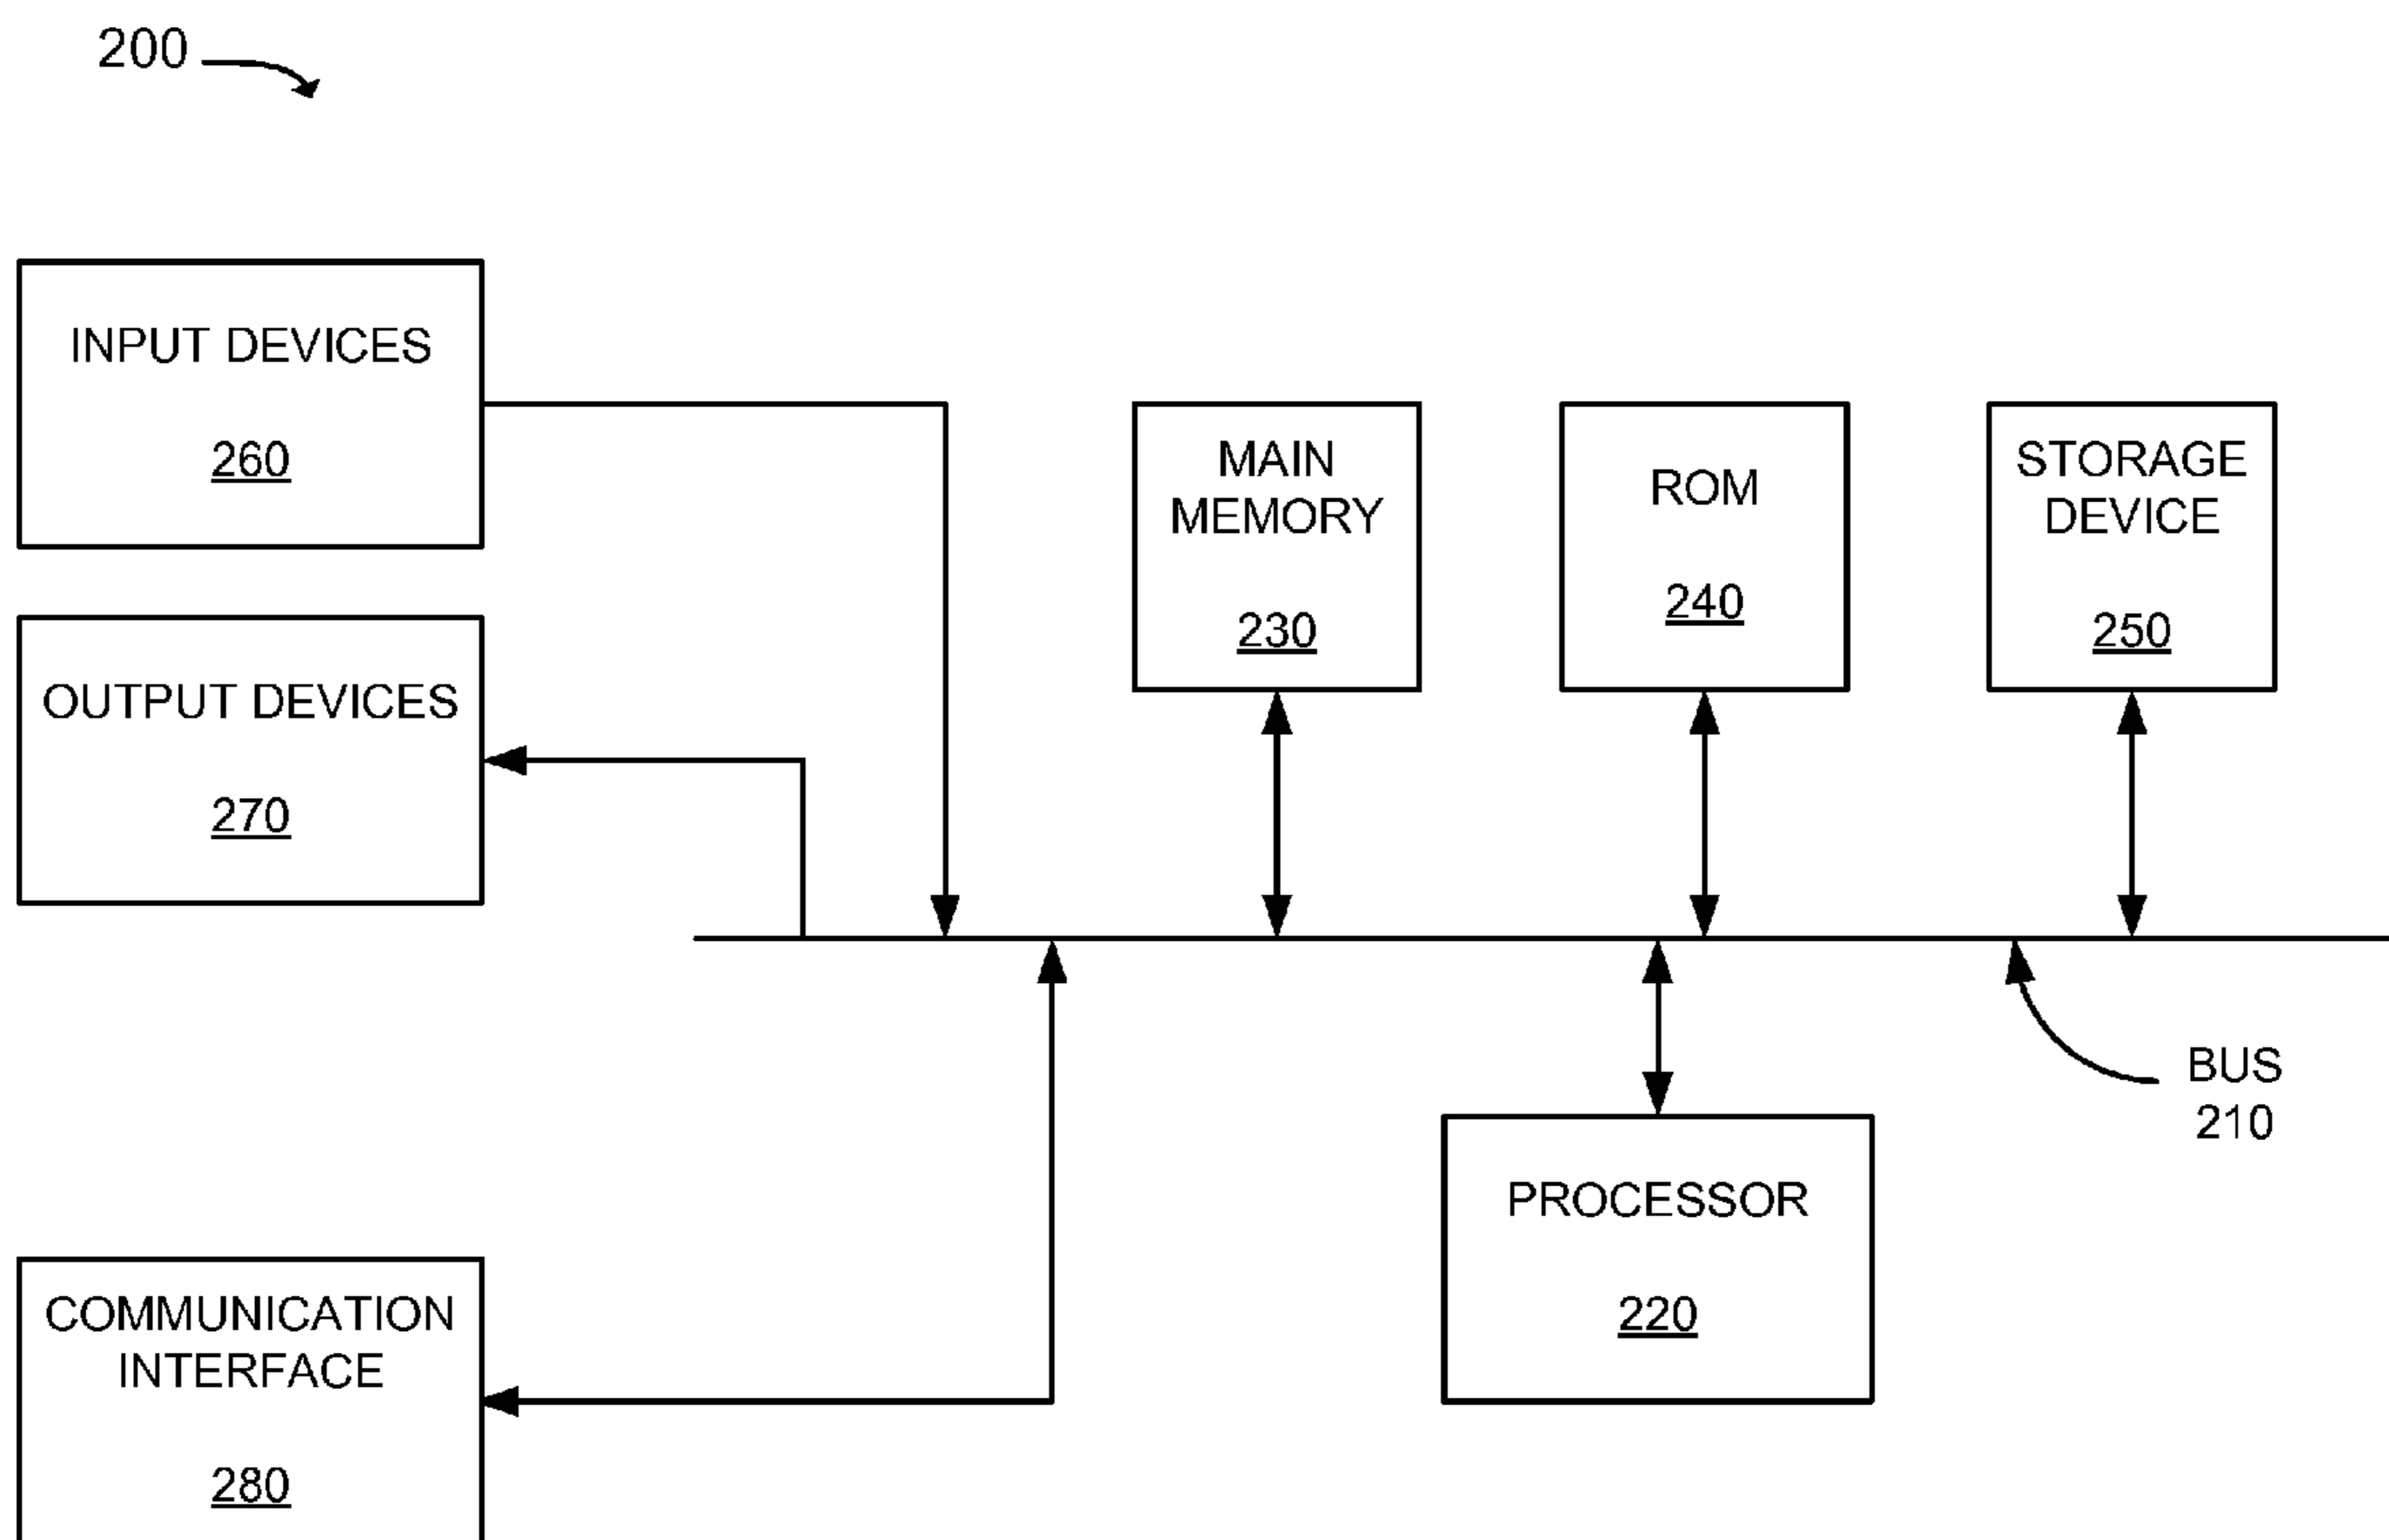 200
INPUT DEVICES
260
OUTPUT DEVICES
270
MAIN
MEMORY
230
ROM
240
STORAGE
DEVICE
250
BUS
210
PROCESSOR
220
COMMUNICATION
INTERFACE
280